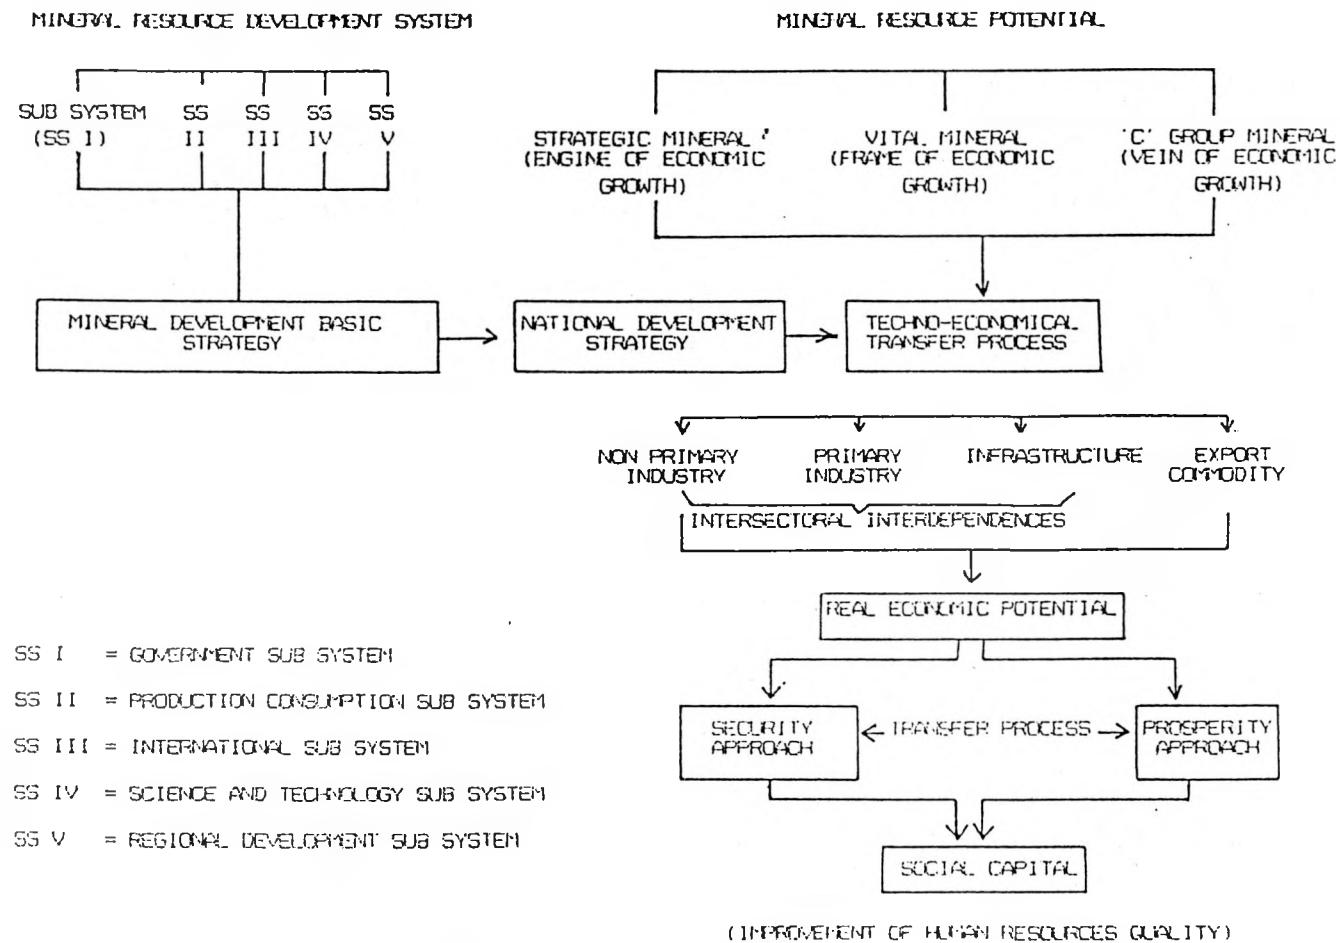 MINERAL RESOURCE DEVELOPMENT SYSTEM
MINERAL RESOURCE POTENTIAL
SUB SYSTEM
(SS I)
SS
II
SS
III
SS
IV
SS
V
STRATEGIC MINERAL
(ENGINE OF ECONOMIC
GROWTH)
VITAL MINERAL
(FRAME OF ECONOMIC
GROWTH)
'C' GROUP MINERAL
(VEIN OF ECONOMIC
GROWTH)
MINERAL DEVELOPMENT BASIC
STRATEGY
NATIONAL DEVELOPMENT
STRATEGY
TECHNO-ECONOMICAL
TRANSFER PROCESS
NON PRIMARY
INDUSTRY
PRIMARY
INDUSTRY
INFRASTRUCTURE
EXPORT
COMMODITY
INTERSECTORAL INTERDEPENDENCES
REAL ECONOMIC POTENTIAL
SECURITY
APPROACH
TRANSFER PROCESS
PROSPERITY
APPROACH
SOCIAL CAPITAL
(IMPROVEMENT OF HUMAN RESOURCES QUALITY)
SS I = GOVERNMENT SUB SYSTEM
SS II = PRODUCTION CONSUMPTION SUB SYSTEM
SS III = INTERNATIONAL SUB SYSTEM
SS IV = SCIENCE AND TECHNOLOGY SUB SYSTEM
SS V = REGIONAL DEVELOPMENT SUB SYSTEM